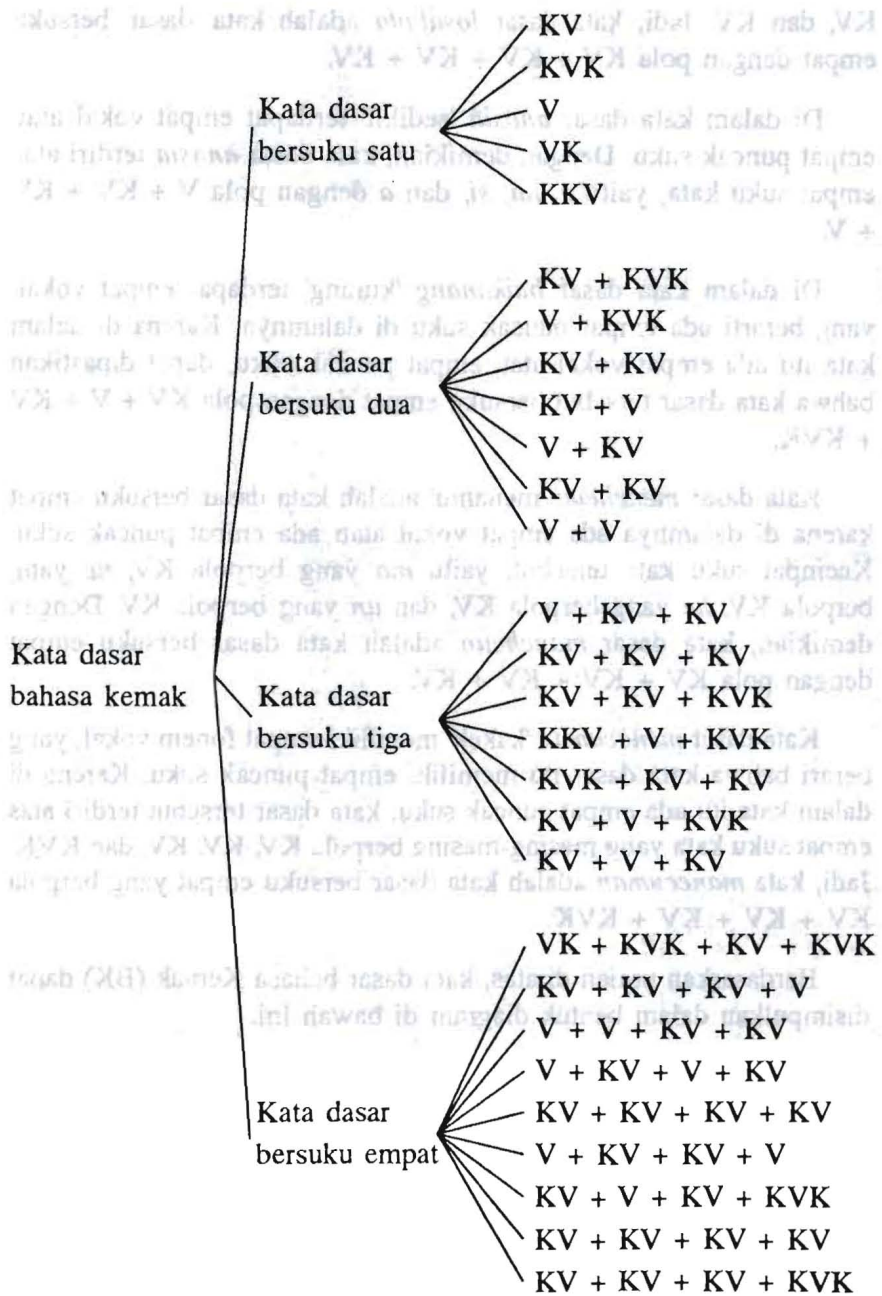 KV
KVK
Kata dasar
bersuku satu
V
VK
KKV
KV + KVK
V + KVK
Kata dasar
bersuku dua
KV + KV
KV + V
V + KV
KV + KV
V + V
V + KV + KV
KV + KV + KV
Kata dasar
bahasa kemak
Kata dasar
bersuku tiga
KV + KV + KVK
KKV + V + KVK
KVK + KV + KV
KV + V + KVK
KV + V + KV
VK + KVK + KV + KVK
KV + KV + KV + V
V + V + KV + KV
V + KV + V + KV
Kata dasar
bersuku empat
KV + KV + KV + KV
V + KV + KV + V
KV + V + KV + KVK
KV + KV + KV + KV
KV + KV + KV + KVK